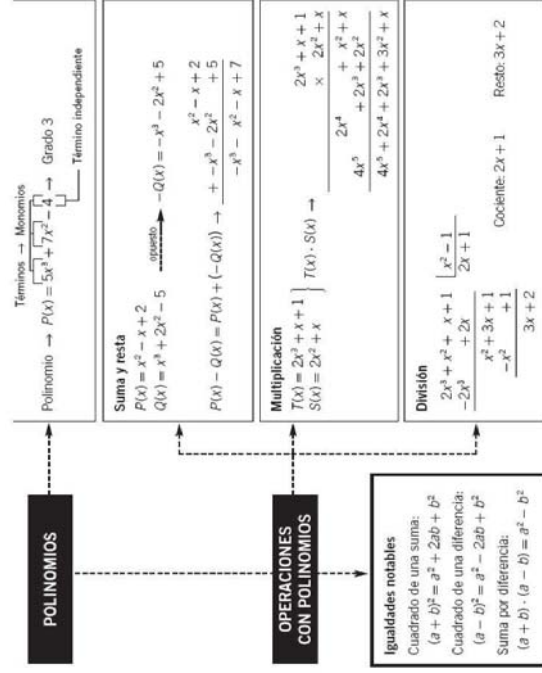 POLINOMIOS
Términos → Monomios
Polinomio → P(x) = 5x³ + 7x² − 4 → Grado 3
Término independiente
OPERACIONES
CON POLINOMIOS
Suma y resta
P(x) = x² − x + 2
Q(x) = x³ + 2x² − 5 opuesto → −Q(x) = −x³ − 2x² + 5
P(x) − Q(x) = P(x) + (−Q(x)) →
x² − x + 2
+ −x³ − 2x² + 5
−x³ − x² − x + 7
Multiplicación
T(x) = 2x³ + x + 1
S(x) = 2x² + x
T(x) · S(x) →
2x³ + x + 1
× 2x² + x
2x⁴ + x² + x
4x⁵ + 2x³ + 2x²
4x⁵ + 2x⁴ + 2x³ + 3x² + x
División
2x³ + x² + x + 1 | x² − 1
−2x³ + 2x 2x + 1
x² + 3x + 1
−x² + 1
3x + 2
Cociente: 2x + 1 Resto: 3x + 2
Igualdades notables
Cuadrado de una suma:
(a + b)² = a² + 2ab + b²
Cuadrado de una diferencia:
(a − b)² = a² − 2ab + b²
Suma por diferencia:
(a + b) · (a − b) = a² − b²